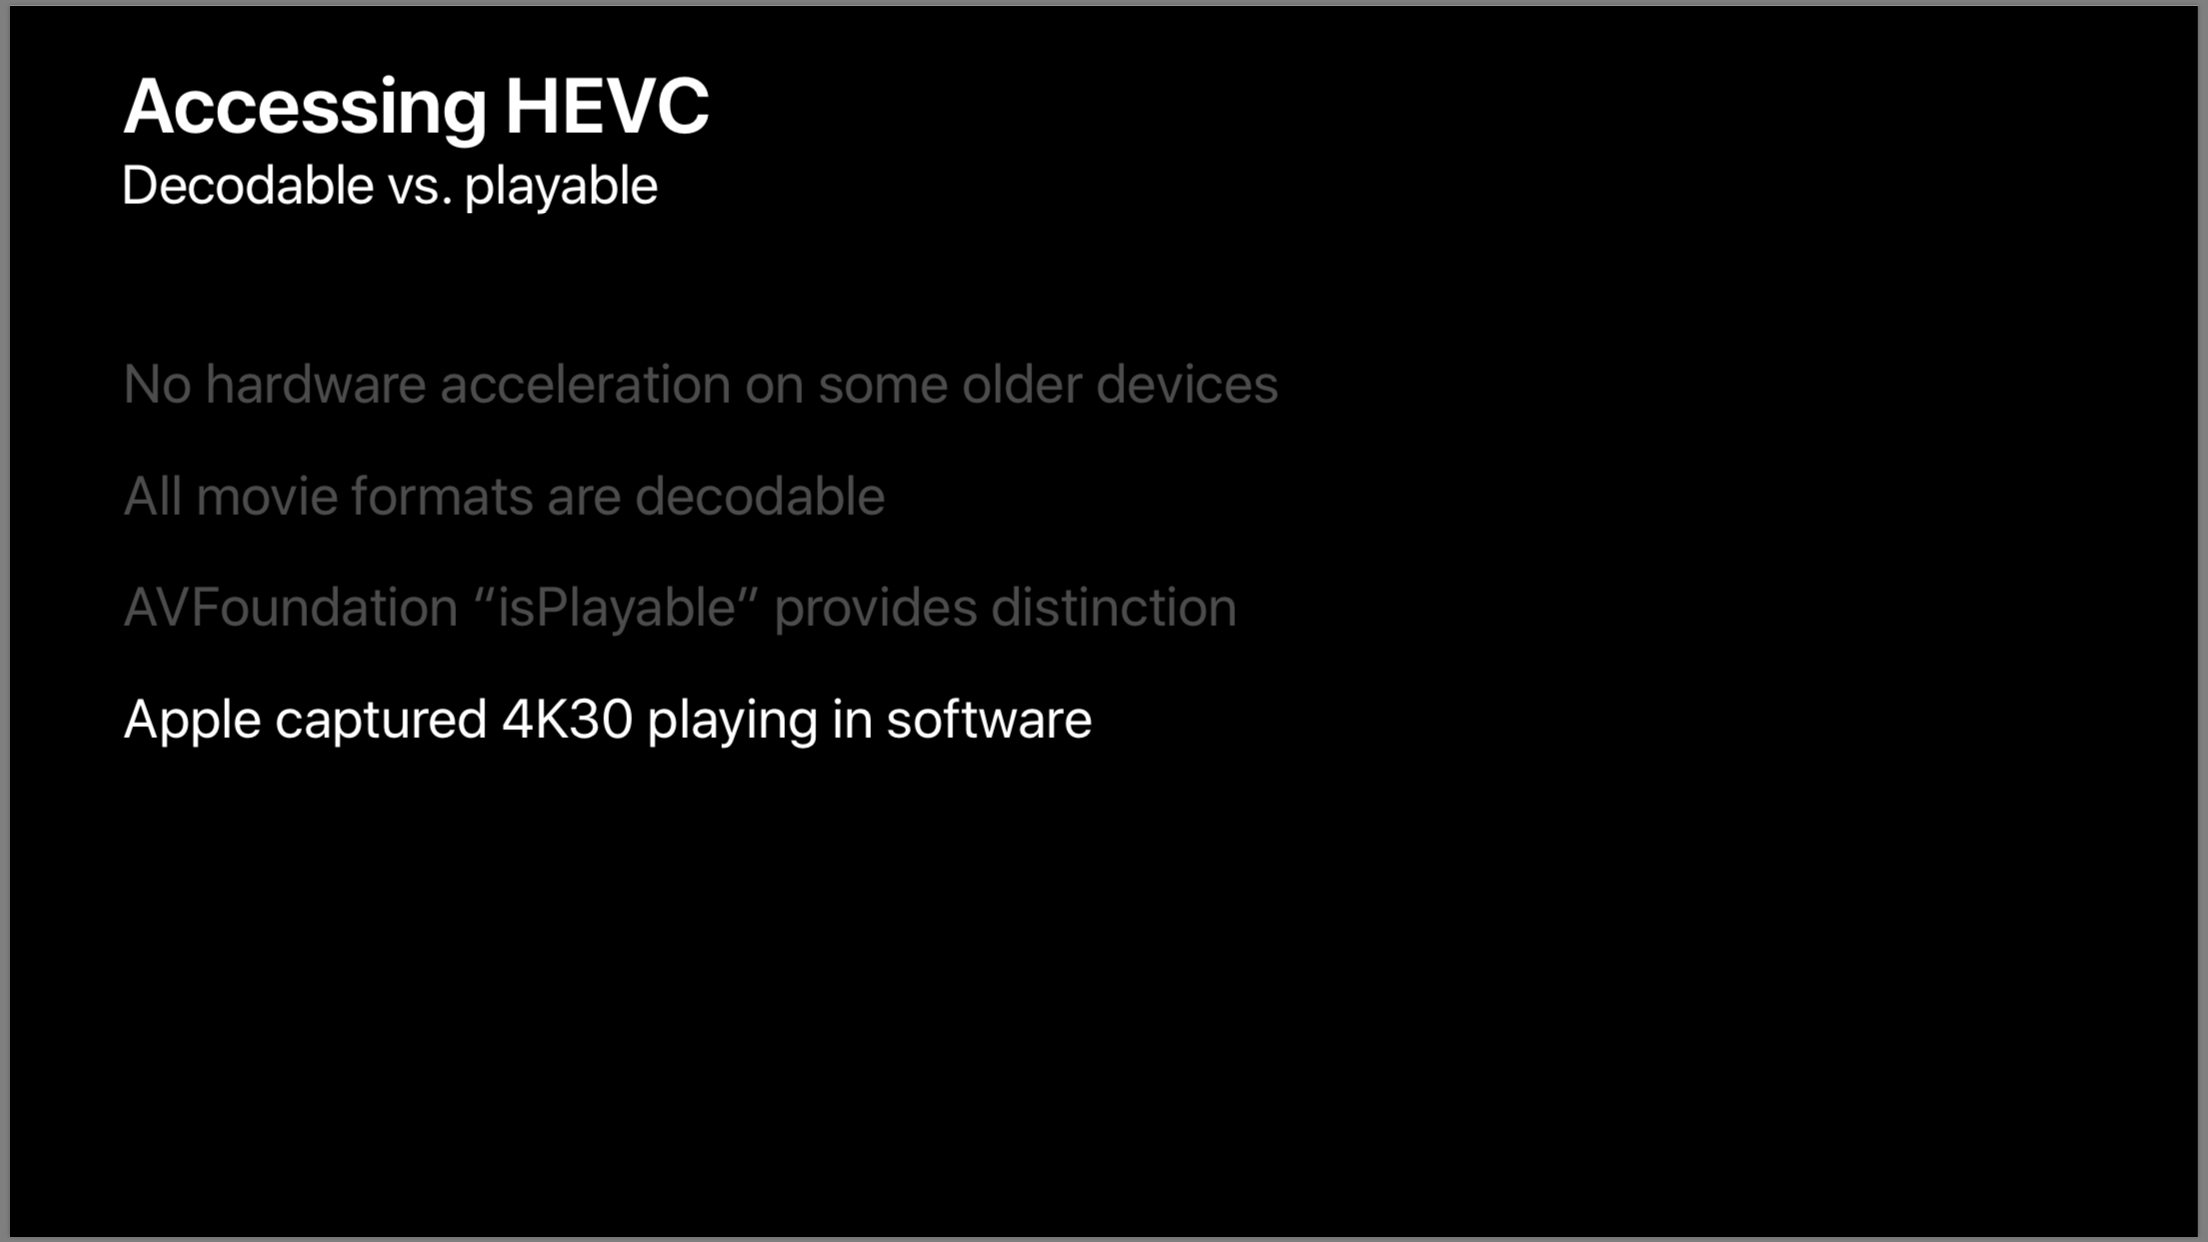 Accessing HEVC
Decodable vs. playable
No hardware acceleration on some older devices
All movie formats are decodable
AVFoundation “isPlayable” provides distinction
Apple captured 4K30 playing in software